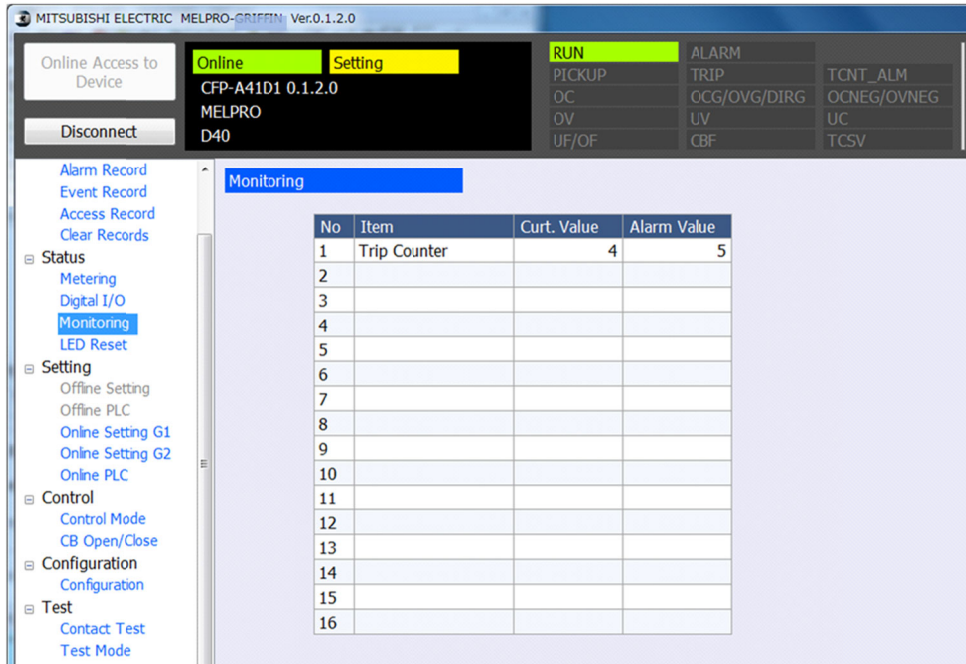 MITSUBISHI ELECTRIC MELPRO-GRIFFIN Ver.0.1.2.0
Online Access to
Device
Disconnect
Online Setting
CFP-A41D1 0.1.2.0
MELPRO
D40
RUN ALARM
PICKUP TRIP TCNT_ALM
OC OCG/OVG/DIRG OCNEG/OVNEG
OV UV UC
UF/OF CBF TCSV
Alarm Record
Event Record
Access Record
Clear Records
Status
Metering
Digital I/O
Monitoring
LED Reset
Setting
Offline Setting
Offline PLC
Online Setting G1
Online Setting G2
Online PLC
Control
Control Mode
CB Open/Close
Configuration
Configuration
Test
Contact Test
Test Mode
Monitoring
No Item Curt. Value Alarm Value
1 Trip Counter 4 5
2
3
4
5
6
7
8
9
10
11
12
13
14
15
16